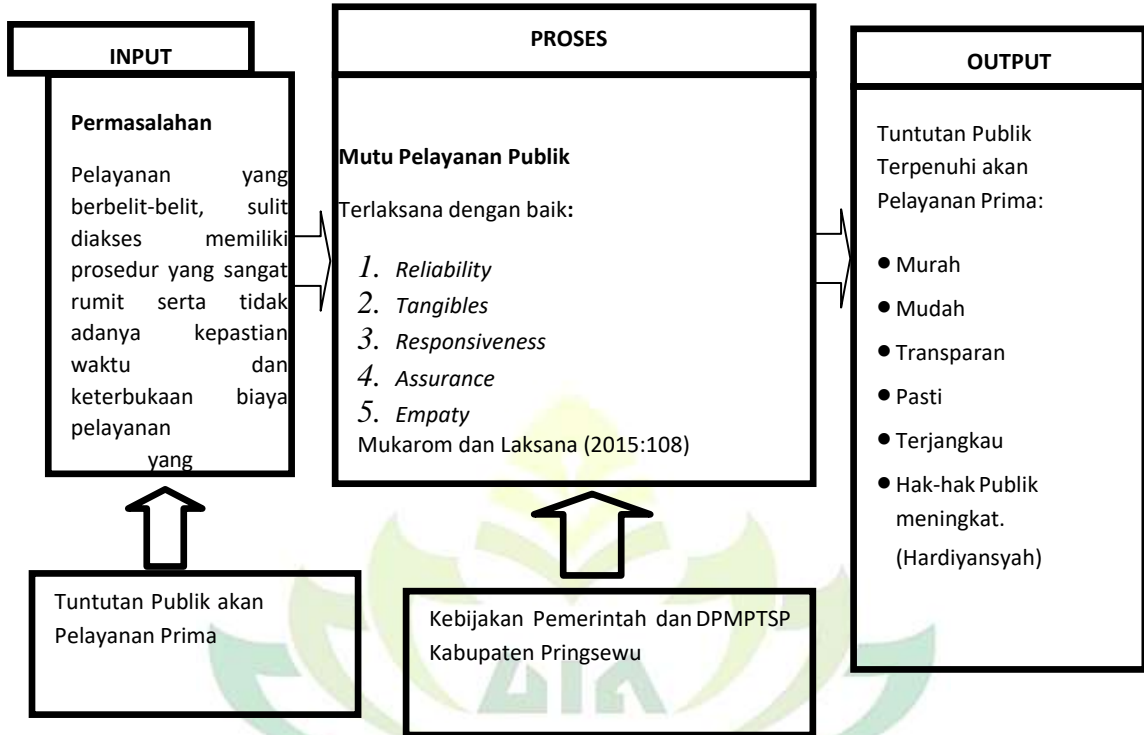 INPUT
Permasalahan
Pelayanan yang
berbelit-belit, sulit
diakses memiliki
prosedur yang sangat
rumit serta tidak
adanya kepastian
waktu dan
keterbukaan biaya
pelayanan
yang
Tuntutan Publik akan
Pelayanan Prima
PROSES
Mutu Pelayanan Publik
Terlaksana dengan baik:
1. Reliability
2. Tangibles
3. Responsiveness
4. Assurance
5. Empaty
Mukarom dan Laksana (2015:108)
Kebijakan Pemerintah dan DPMPTSP
Kabupaten Pringsewu
OUTPUT
Tuntutan Publik
Terpenuhi akan
Pelayanan Prima:
● Murah
● Mudah
● Transparan
● Pasti
● Terjangkau
● Hak-hak Publik
meningkat.
(Hardiyansyah)